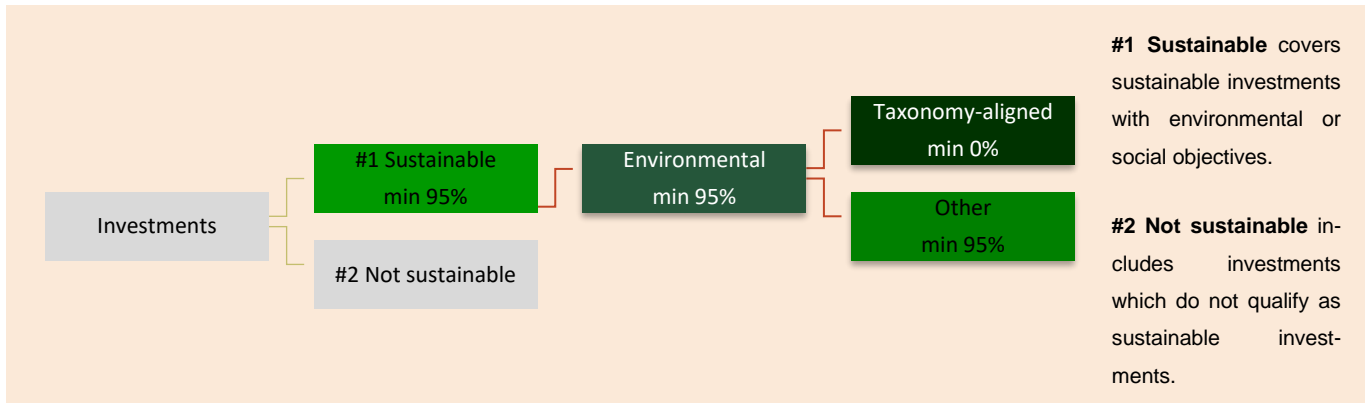 Investments
#1 Sustainable
min 95%
#2 Not sustainable
Environmental
min 95%
Taxonomy-aligned
min 0%
Other
min 95%
#1 Sustainable covers
sustainable investments
with environmental or
social objectives.
#2 Not sustainable in-
cludes investments
which do not qualify as
sustainable invest-
ments.